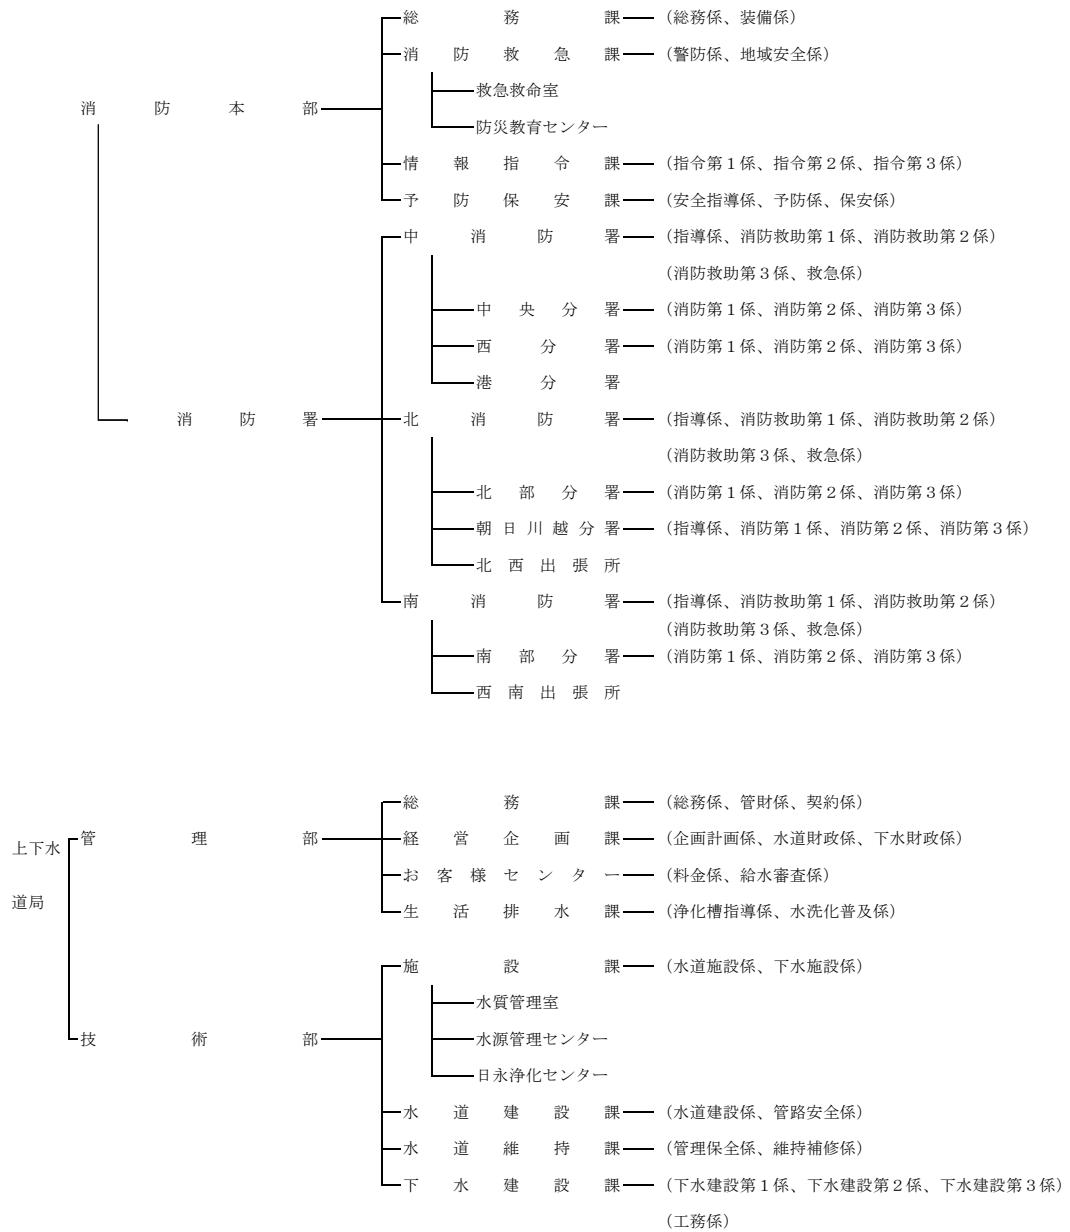 総務課 (総務係、装備係)
消防救急課 (警防係、地域安全係)
救急救命室
消防本部
防災教育センター
情報指令課 (指令第１係、指令第２係、指令第３係)
予防保安課 (安全指導係、予防係、保安係)
中消防署 (指導係、消防救助第１係、消防救助第２係)
(消防救助第３係、救急係)
中央分署 (消防第１係、消防第２係、消防第３係)
西分署 (消防第１係、消防第２係、消防第３係)
港分署
消防署 北消防署 (指導係、消防救助第１係、消防救助第２係)
(消防救助第３係、救急係)
北部分署 (消防第１係、消防第２係、消防第３係)
朝日川越分署 (指導係、消防第１係、消防第２係、消防第３係)
北西出張所
南消防署 (指導係、消防救助第１係、消防救助第２係)
(消防救助第３係、救急係)
南部分署 (消防第１係、消防第２係、消防第３係)
西南出張所
総務課 (総務係、管財係、契約係)
管理部 経営企画課 (企画計画係、水道財政係、下水財政係)
上下水
道局
お客様センター (料金係、給水審査係)
生活排水課 (浄化槽指導係、水洗化普及係)
施設課 (水道施設係、下水施設係)
水質管理室
技術部 水源管理センター
日永浄化センター
水道建設課 (水道建設係、管路安全係)
水道維持課 (管理保全係、維持補修係)
下水建設課 (下水建設第１係、下水建設第２係、下水建設第３係)
(工務係)